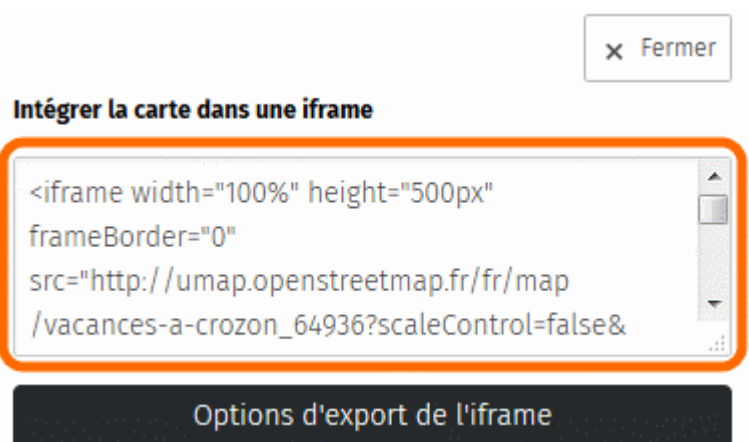 × Fermer
Intégrer la carte dans une iframe
<iframe width="100%" height="500px"
frameBorder="0"
src="http://umap.openstreetmap.fr/fr/map
/vacances-a-crozon_64936?scaleControl=false&
Options d'export de l'iframe